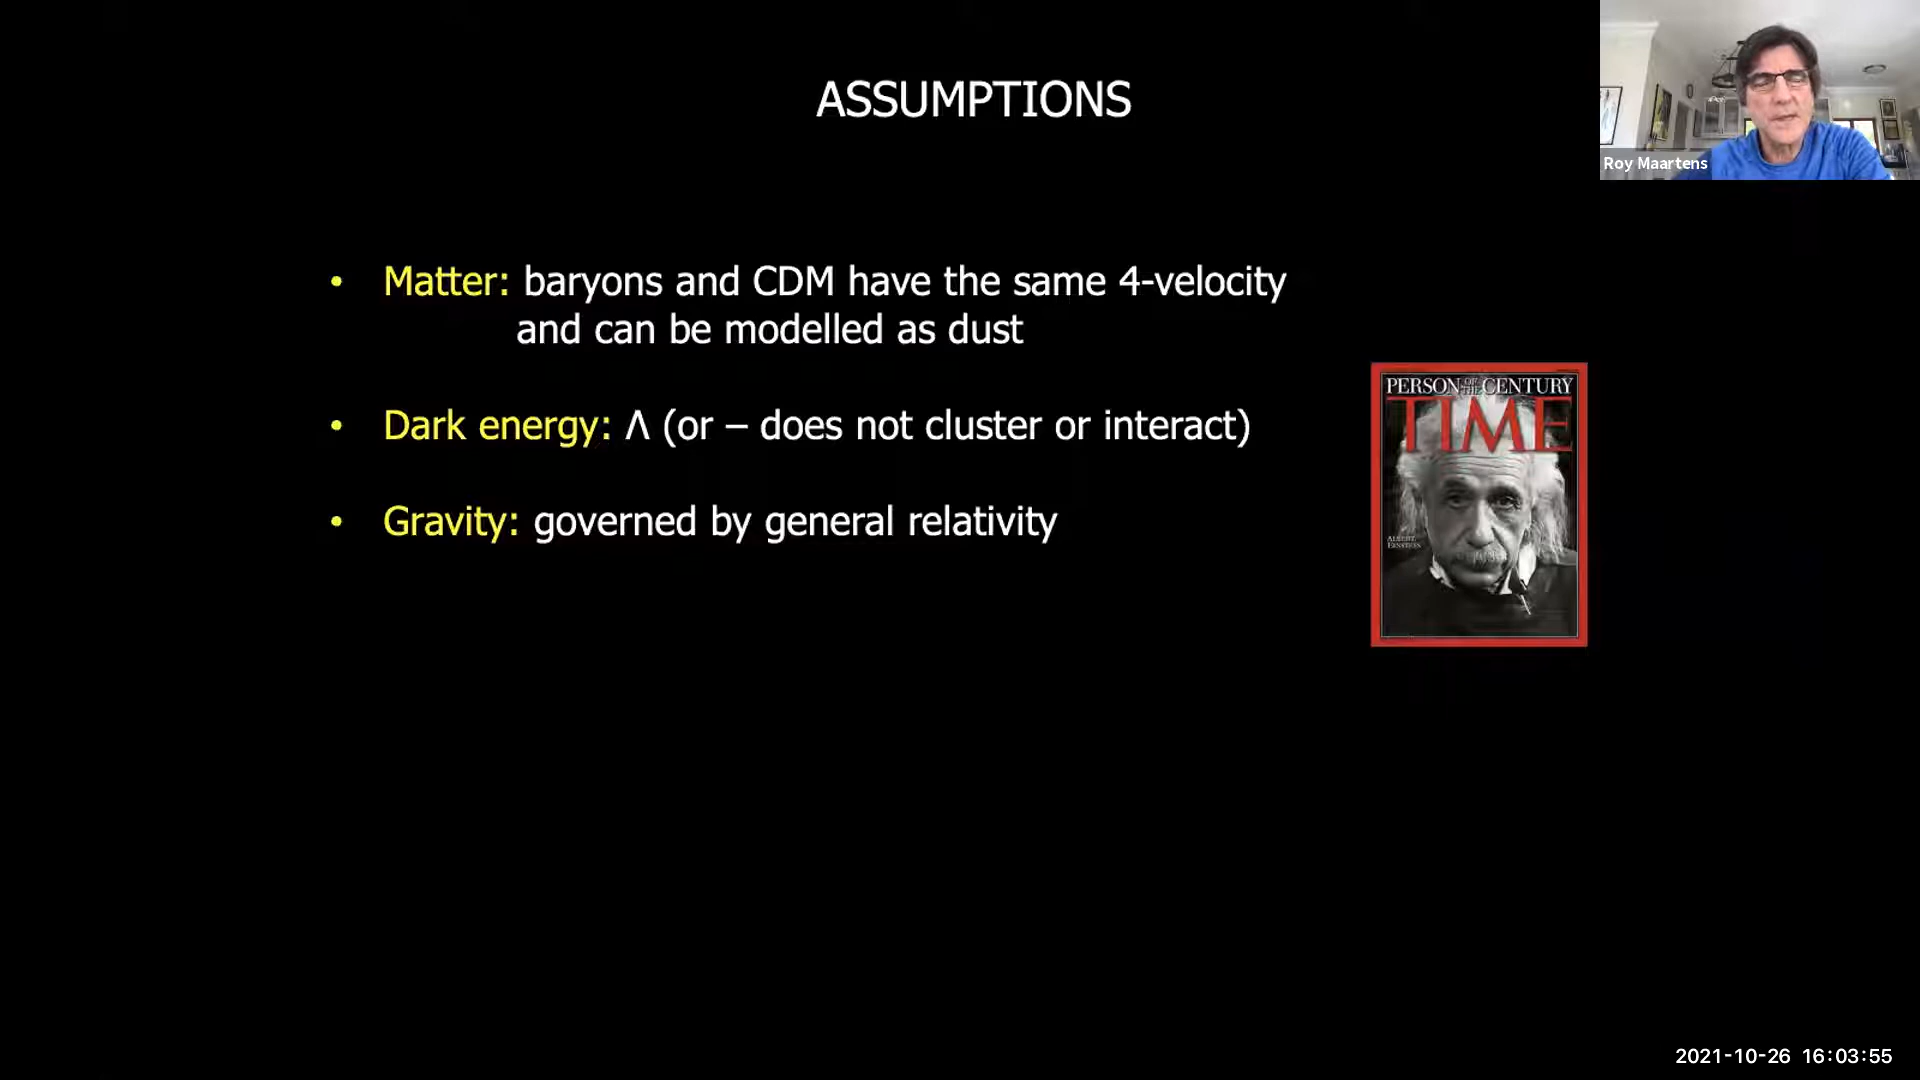 ASSUMPTIONS
Roy Maartens
• Matter: baryons and CDM have the same 4-velocity
and can be modelled as dust
• Dark energy: Λ (or – does not cluster or interact)
• Gravity: governed by general relativity
PERSON OF THE CENTURY
TIME
ALBERT
EINSTEIN
2021-10-26 16:03:55